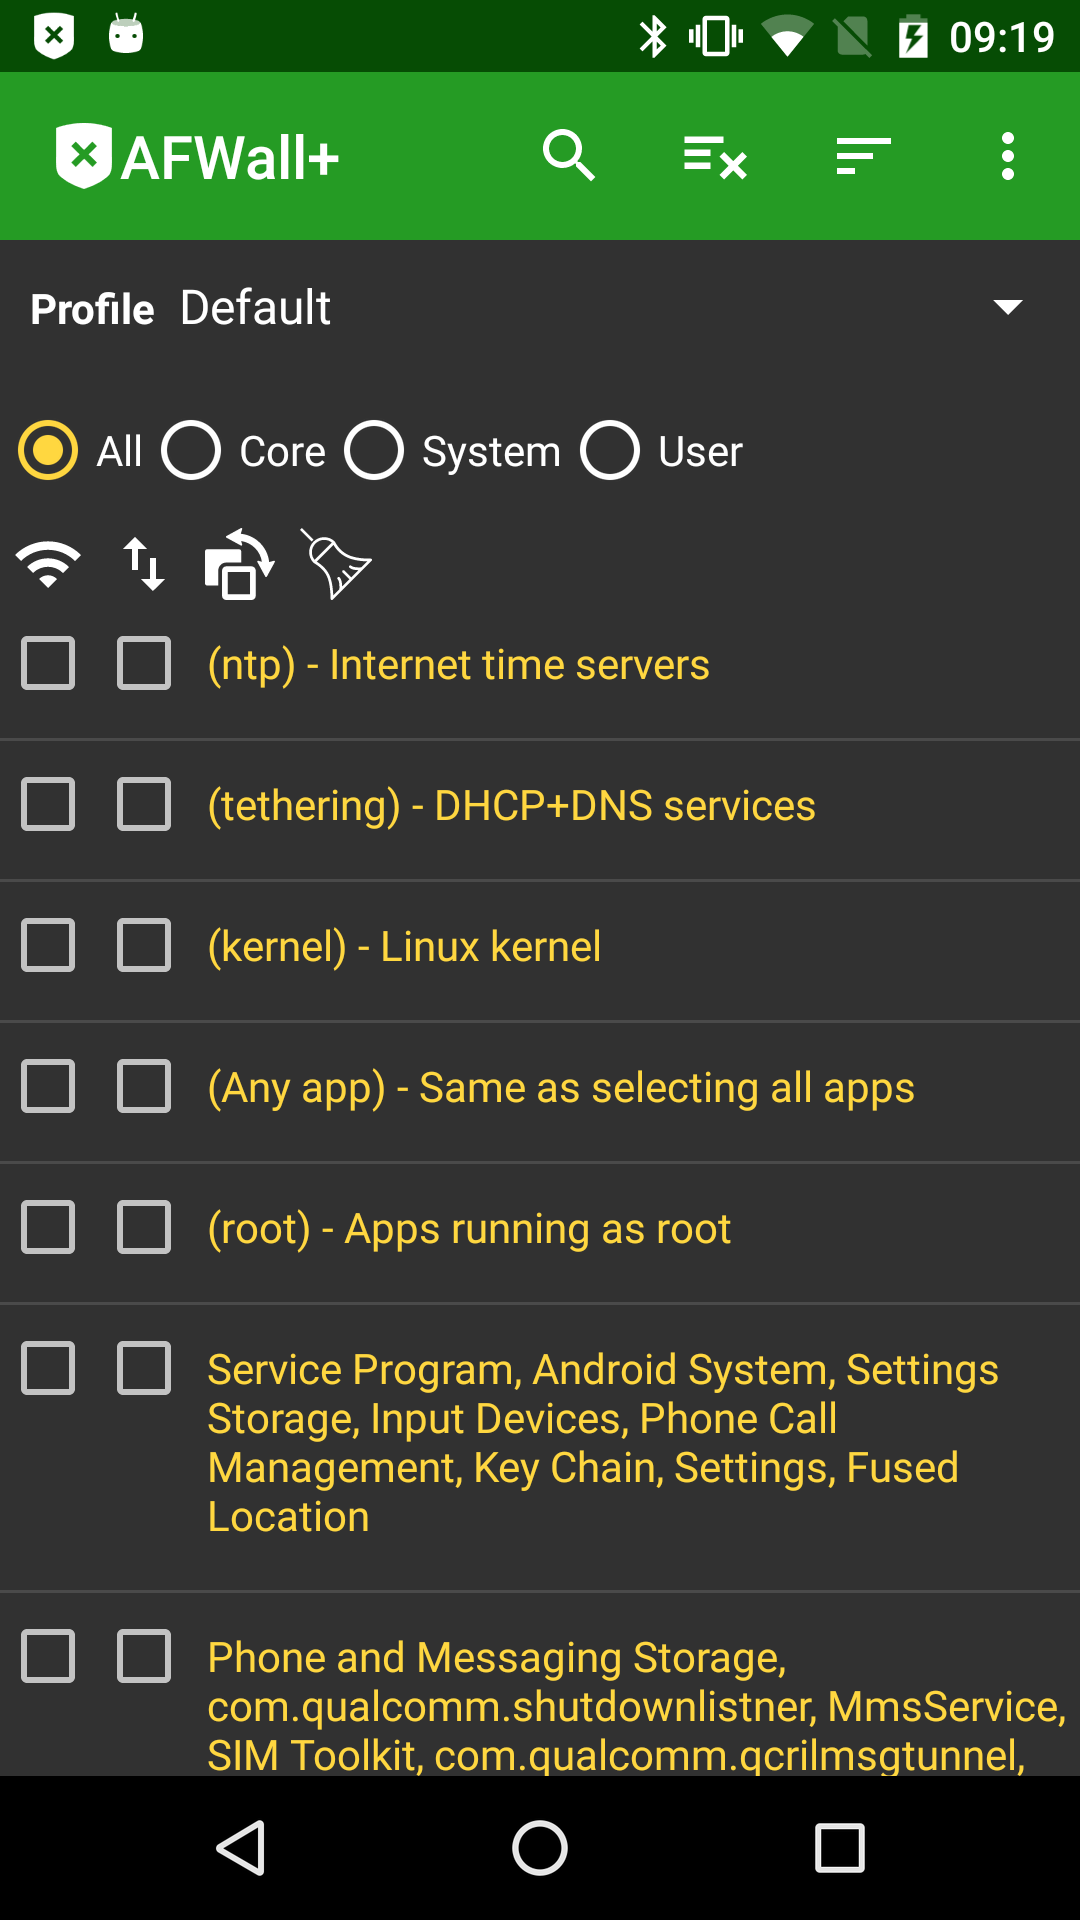 09:19
AFWall+
Profile Default
All Core System User
(ntp) - Internet time servers
(tethering) - DHCP+DNS services
(kernel) - Linux kernel
(Any app) - Same as selecting all apps
(root) - Apps running as root
Service Program, Android System, Settings
Storage, Input Devices, Phone Call
Management, Key Chain, Settings, Fused
Location
Phone and Messaging Storage,
com.qualcomm.shutdownlistner, MmsService,
SIM Toolkit, com.qualcomm.qcrilmsgtunnel,